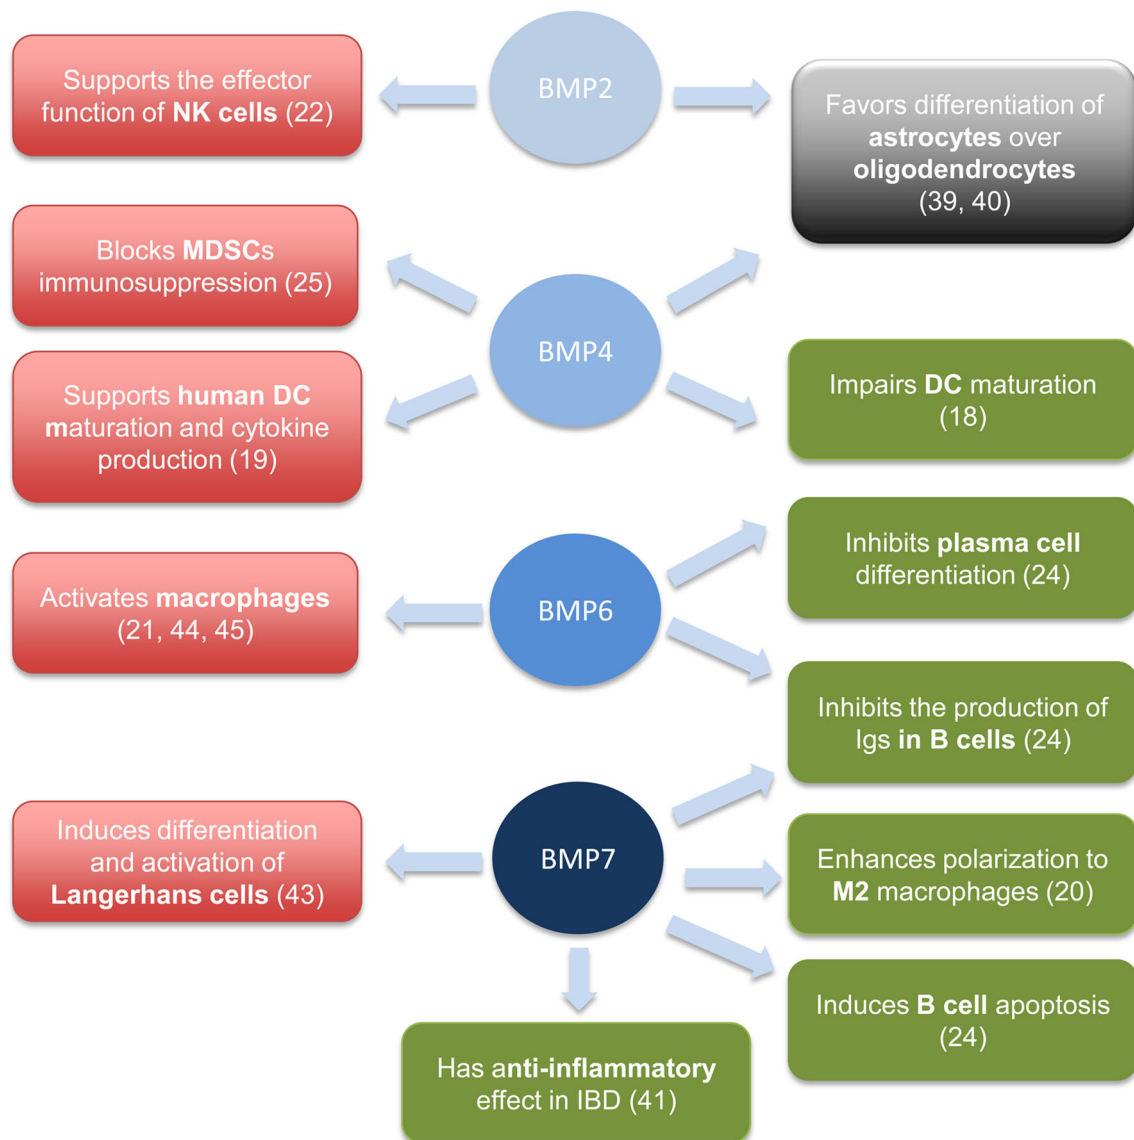 Supports the effector
function of NK cells (22)
BMP2
Favors differentiation of
astrocytes over
oligodendrocytes
(39, 40)
Blocks MDSCs
immunosuppression (25)
BMP4
Supports human DC
maturation and cytokine
production (19)
Impairs DC maturation
(18)
Activates macrophages
(21, 44, 45)
BMP6
Inhibits plasma cell
differentiation (24)
Inhibits the production of
Igs in B cells (24)
Induces differentiation
and activation of
Langerhans cells (43)
BMP7
Enhances polarization to
M2 macrophages (20)
Induces B cell apoptosis
(24)
Has anti-inflammatory
effect in IBD (41)